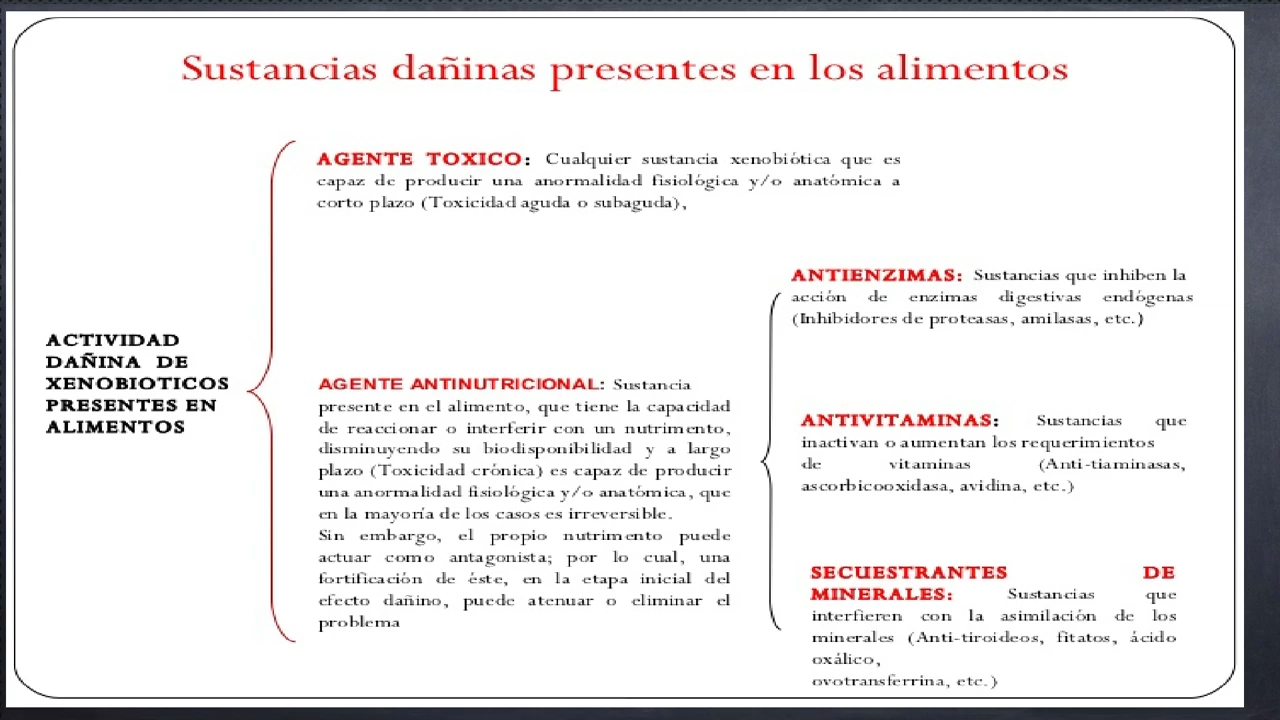 Sustancias dañinas presentes en los alimentos
AGENTE TOXICO: Cualquier sustancia xenobiótica que es
capaz de producir una anormalidad fisiológica y/o anatómica a
corto plazo (Toxicidad aguda o subaguda),
ACTIVIDAD
DAÑINA DE
XENOBIOTICOS
PRESENTES EN
ALIMENTOS
AGENTE ANTINUTRICIONAL: Sustancia
presente en el alimento, que tiene la capacidad
de reaccionar o interferir con un nutrimento,
disminuyendo su biodisponibilidad y a largo
plazo (Toxicidad crónica) es capaz de producir
una anormalidad fisiológica y/o anatómica, que
en la mayoría de los casos es irreversible.
Sin embargo, el propio nutrimento puede
actuar como antagonista; por lo cual, una
fortificación de éste, en la etapa inicial del
efecto dañino, puede atenuar o eliminar el
problema
ANTIENZIMAS: Sustancias que inhiben la
acción de enzimas digestivas endógenas
(Inhibidores de proteasas, amilasas, etc.)
ANTIVITAMINAS: Sustancias que
inactivan o aumentan los requerimientos
de vitaminas (Anti-tiaminasas,
ascorbicooxidasa, avidina, etc.)
SECUESTRANTES DE
MINERALES: Sustancias que
interfieren con la asimilación de los
minerales (Anti-tiroideos, fitatos, ácido
oxálico,
ovotransferrina, etc.)